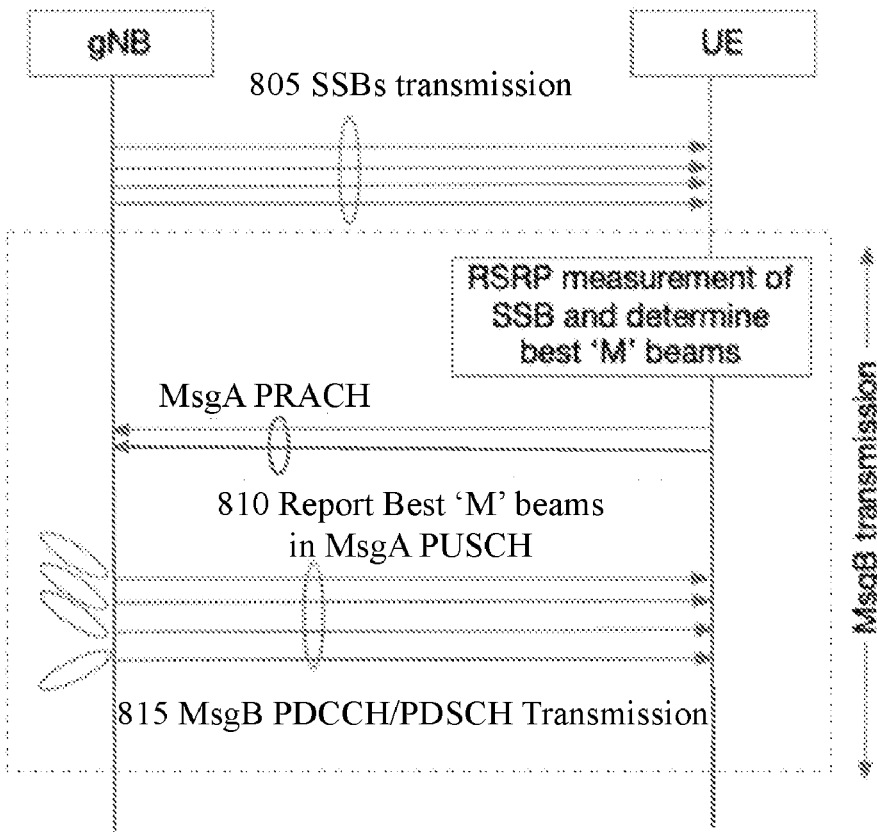 gNB
UE
805 SSBs transmission
RSRP measurement of
SSB and determine
best ‘M’ beams
MsgA PRACH
810 Report Best ‘M’ beams
in MsgA PUSCH
815 MsgB PDCCH/PDSCH Transmission
MsgB transmission